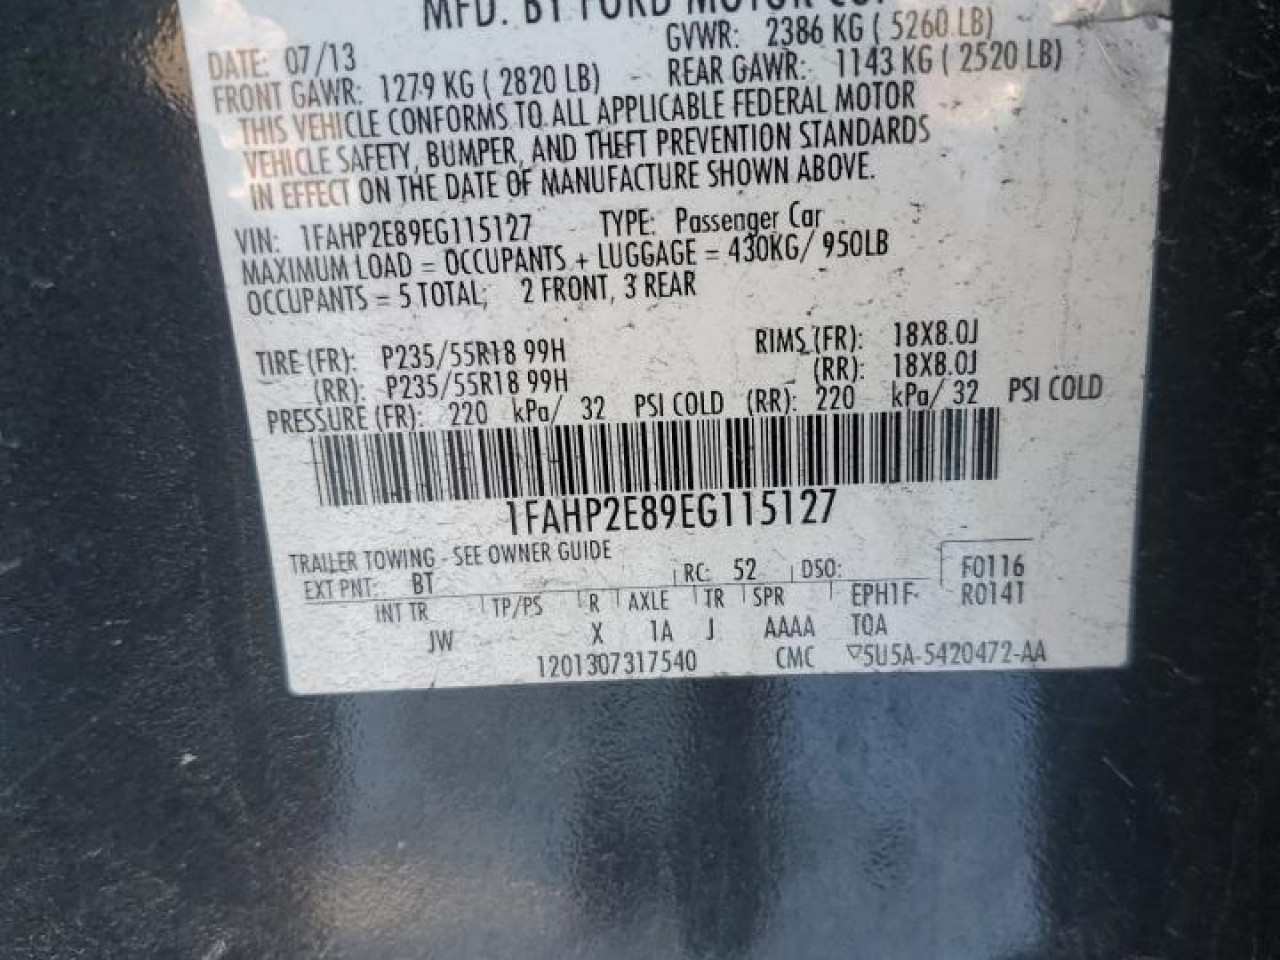 MFD. BY FORD MOTOR CO.
DATE: 07/13 GVWR: 2386 KG ( 5260 LB)
FRONT GAWR: 1279 KG ( 2820 LB) REAR GAWR: 1143 KG ( 2520 LB)
THIS VEHICLE CONFORMS TO ALL APPLICABLE FEDERAL MOTOR
VEHICLE SAFETY, BUMPER, AND THEFT PREVENTION STANDARDS
IN EFFECT ON THE DATE OF MANUFACTURE SHOWN ABOVE.
VIN: 1FAHP2E89EG115127 TYPE: Passenger Car
MAXIMUM LOAD = OCCUPANTS + LUGGAGE = 430KG/ 950LB
OCCUPANTS = 5 TOTAL; 2 FRONT, 3 REAR
TIRE (FR): P235/55R18 99H RIMS (FR): 18X8.0J
(RR): P235/55R18 99H (RR): 18X8.0J
PRESSURE (FR): 220 kPa/ 32 PSI COLD (RR): 220 kPa/ 32 PSI COLD
1FAHP2E89EG115127
TRAILER TOWING - SEE OWNER GUIDE
EXT PNT: BT RC: 52 DSO: F0116
INT TR TP/PS R AXLE TR SPR EPH1F R0141
JW X 1A J AAAA TQA
1201307317540 CMC ▽5U5A-5420472-AA